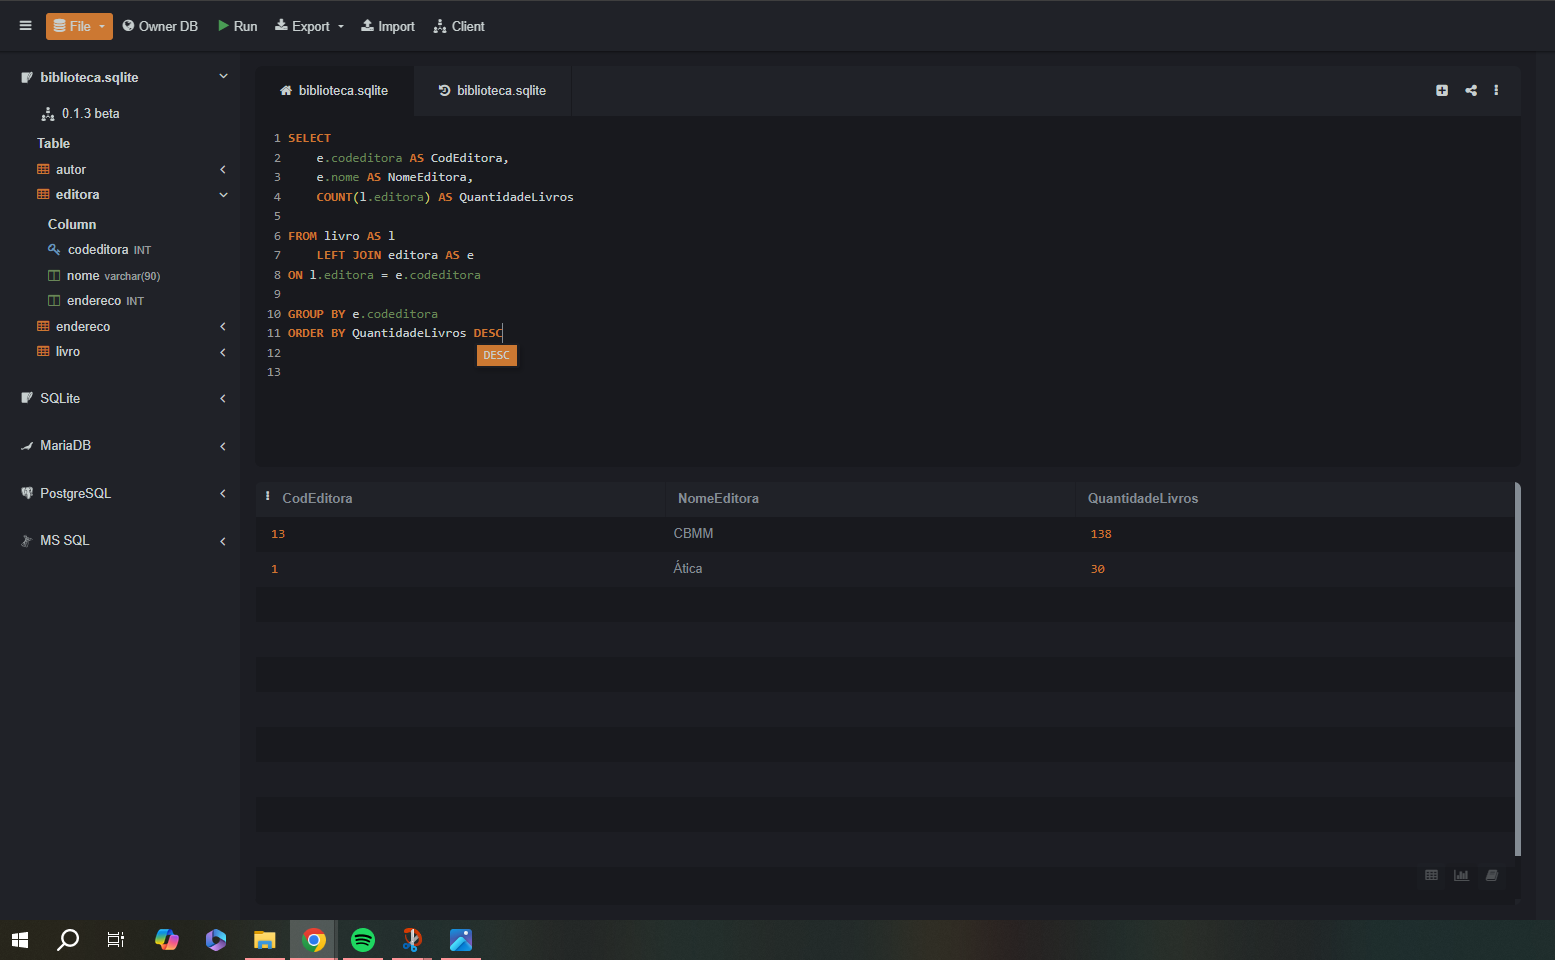 File Owner DB Run Export Import Client
biblioteca.sqlite
0.1.3 beta
Table
autor
editora
Column
codeditora INT
nome varchar(90)
endereco INT
endereco
livro
SQLite
MariaDB
PostgreSQL
MS SQL
biblioteca.sqlite biblioteca.sqlite
1 SELECT
2 e.codeditora AS CodEditora,
3 e.nome AS NomeEditora,
4 COUNT(l.editora) AS QuantidadeLivros
5
6 FROM livro AS l
7 LEFT JOIN editora AS e
8 ON l.editora = e.codeditora
9
10 GROUP BY e.codeditora
11 ORDER BY QuantidadeLivros DESC
12 DESC
13
CodEditora NomeEditora QuantidadeLivros
13 CBMM 138
1 Ática 30